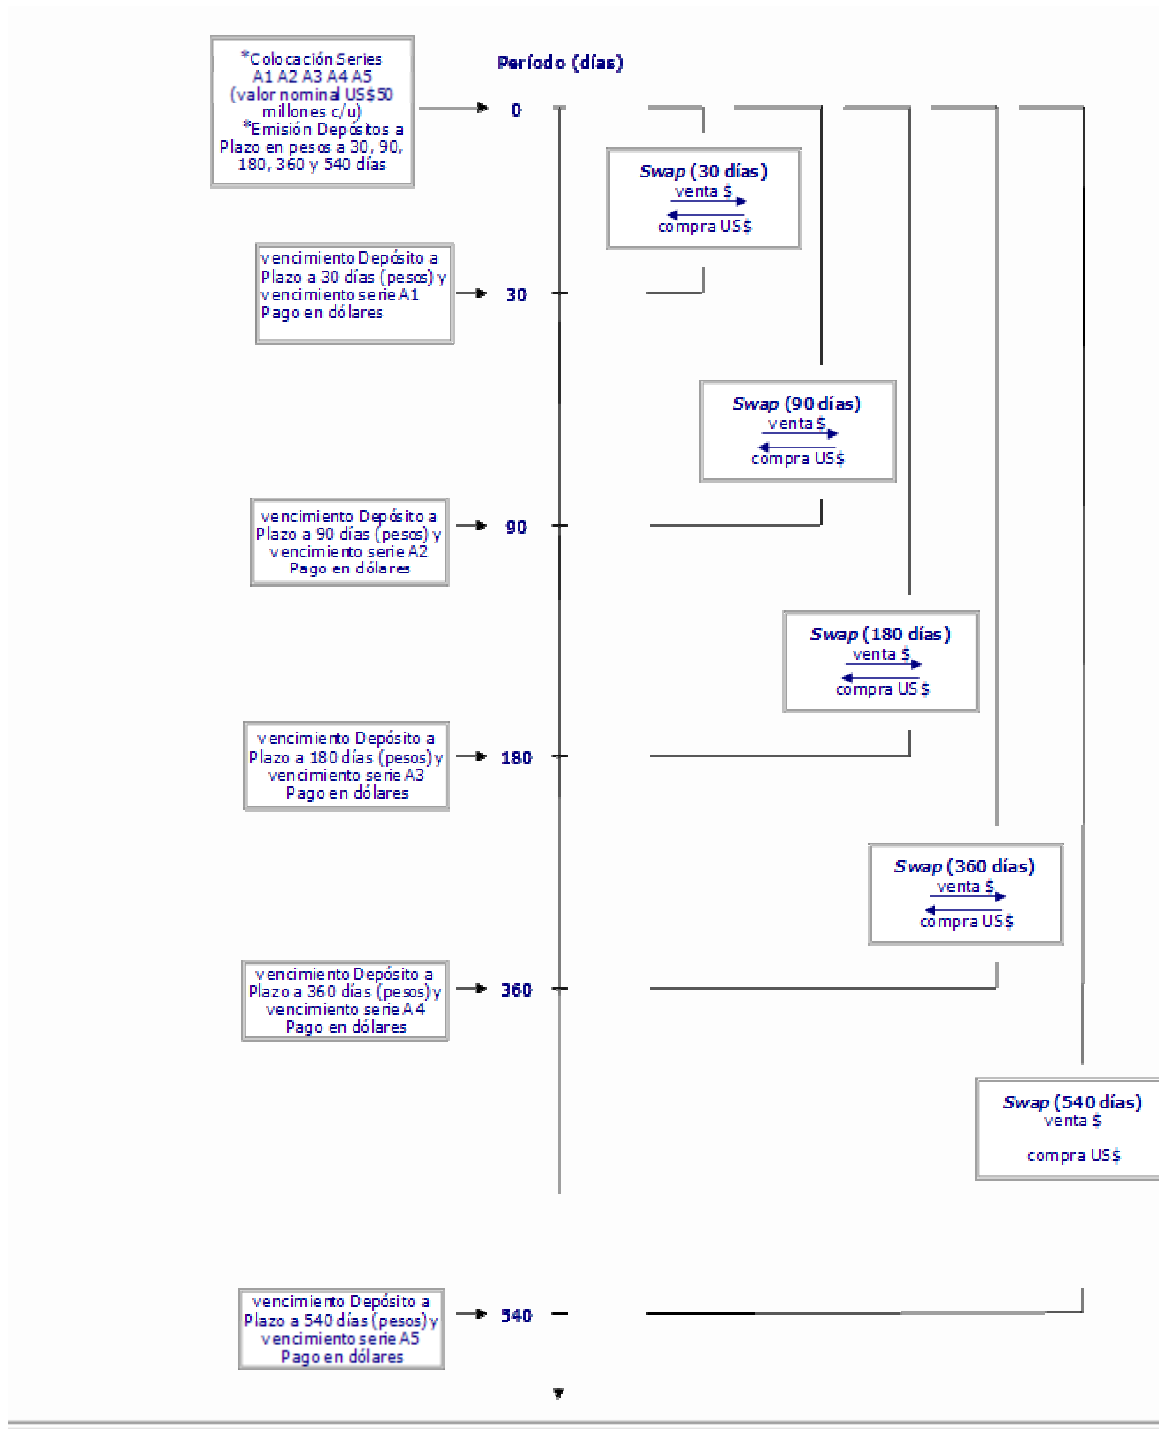 *Colocación Series
A1 A2 A3 A4 A5
(valor nominal US$50
millones c/u)
*Emisión Depósitos a
Plazo en pesos a 30, 90,
180, 360 y 540 días
Período (días)
0
Swap (30 días)
venta $
compra US$
vencimiento Depósito a
Plazo a 30 días (pesos) y
vencimiento serie A1
Pago en dólares
30
Swap (90 días)
venta $
compra US$
vencimiento Depósito a
Plazo a 90 días (pesos) y
vencimiento serie A2
Pago en dólares
90
Swap (180 días)
venta $
compra US$
vencimiento Depósito a
Plazo a 180 días (pesos) y
vencimiento serie A3
Pago en dólares
180
Swap (360 días)
venta $
compra US$
vencimiento Depósito a
Plazo a 360 días (pesos) y
vencimiento serie A4
Pago en dólares
360
Swap (540 días)
venta $
compra US$
vencimiento Depósito a
Plazo a 540 días (pesos) y
vencimiento serie A5
Pago en dólares
540